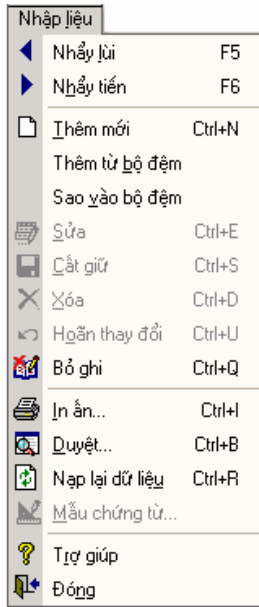 Nhập liệu
Nhẩy lùi F5
Nhẩy tiến F6
Thêm mới Ctrl+N
Thêm từ bộ đệm
Sao vào bộ đệm
Sửa Ctrl+E
Cất giữ Ctrl+S
Xóa Ctrl+D
Hoãn thay đổi Ctrl+U
Bỏ ghi Ctrl+Q
In ấn... Ctrl+I
Duyệt... Ctrl+B
Nạp lại dữ liệu Ctrl+R
Mẫu chứng từ...
Trợ giúp
Đóng